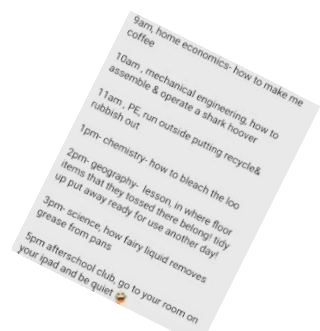 9am, home economics- how to make me
coffee
10am , mechanical engineering, how to
assemble & operate a shark hoover
11am , PE, run outside putting recycle&
rubbish out
1pm- chemistry- how to bleach the loo
2pm- geography- lesson, in where floor
items that they tossed there belong! tidy
up put away ready for use another day!
3pm- science, how fairy liquid removes
grease from pans
5pm afterschool club, go to your room on
your ipad and be quiet 😂